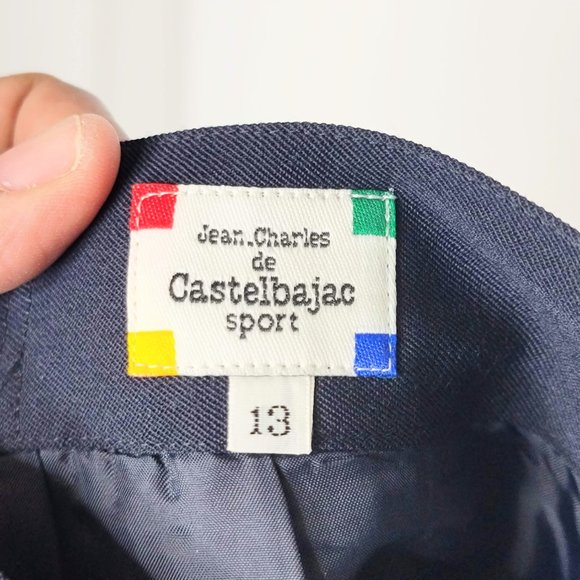 Jean.Charles
de
Castelbajac
sport
13